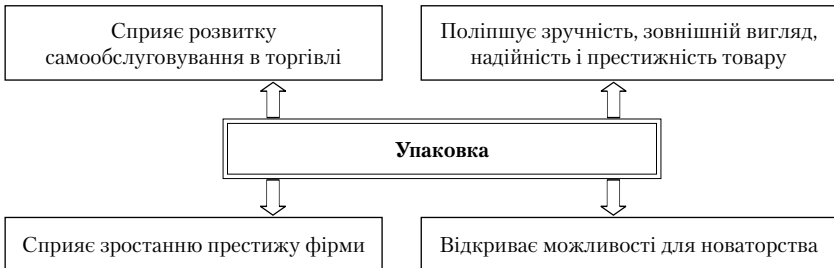 Сприяє розвитку
самообслуговування в торгівлі
Поліпшує зручність, зовнішній вигляд,
надійність і престижність товару
Упаковка
Сприяє зростанню престижу фірми
Відкриває можливості для новаторства